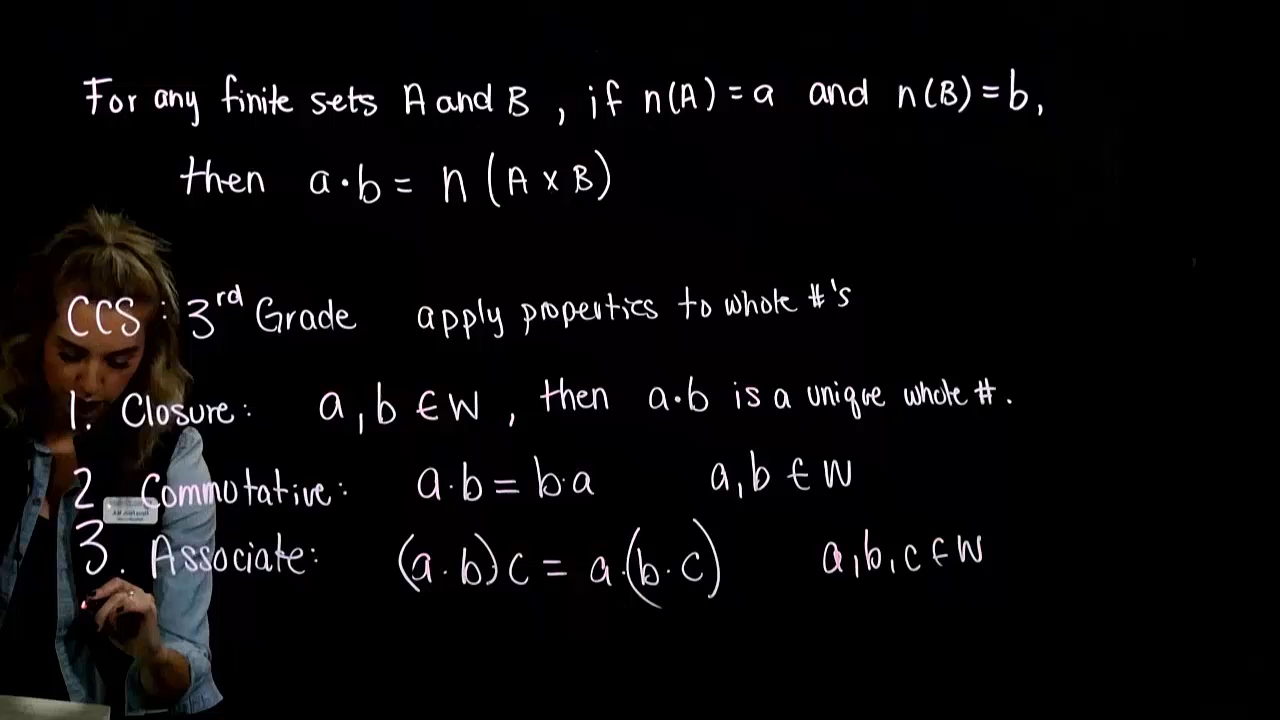 For any finite sets A and B, if n(A) = a and n(B) = b,
then a·b = n(A × B)
CCS: 3rd Grade apply properties to whole #'s
1. Closure: a, b ∈ W, then a·b is a unique whole #.
2. Commutative: a·b = b·a a, b ∈ W
3. Associate: (a·b)c = a·(b·c) a, b, c ∈ W